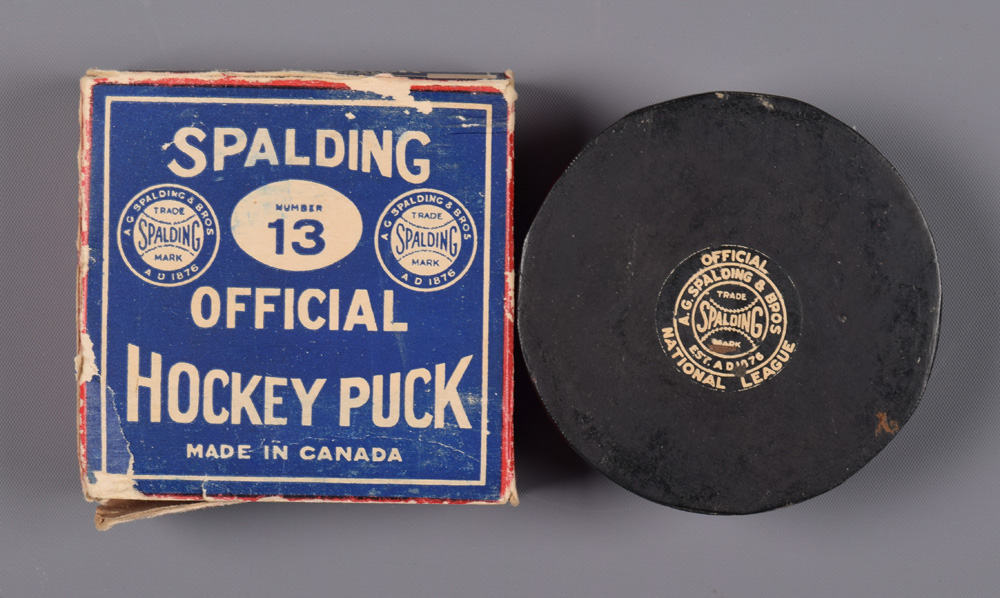 SPALDING
A.G SPALDING & BROS
TRADE
SPALDING
MARK
A D 1876
NUMBER
13
A.G SPALDING & BROS
TRADE
SPALDING
MARK
A D 1876
OFFICIAL
HOCKEY PUCK
MADE IN CANADA
OFFICIAL
A.G. SPALDING & BROS
TRADE
SPALDING
MARK
EST. A D 1876
NATIONAL LEAGUE